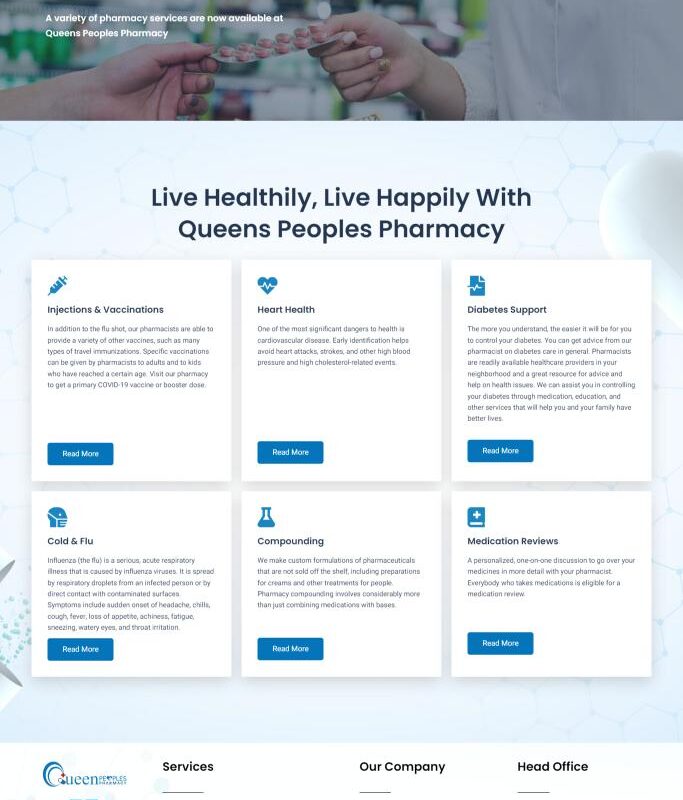 A variety of pharmacy services are now available at
Queens Peoples Pharmacy
Live Healthily, Live Happily With
Queens Peoples Pharmacy
Injections & Vaccinations
In addition to the flu shot, our pharmacists are able to
provide a variety of other vaccines, such as many
types of travel immunizations. Specific vaccinations
can be given by pharmacists to adults and to kids
who have reached a certain age. Visit our pharmacy
to get a primary COVID-19 vaccine or booster dose.
Read More
Heart Health
One of the most significant dangers to health is
cardiovascular disease. Early identification helps
avoid heart attacks, strokes, and other high blood
pressure and high cholesterol-related events.
Read More
Diabetes Support
The more you understand, the easier it will be for you
to control your diabetes. You can get advice from our
pharmacist on diabetes care in general. Pharmacists
are readily available healthcare providers in your
neighborhood and a great resource for advice and
help on health issues. We can assist you in controlling
your diabetes through medication, education, and
other services that will help you and your family have
better lives.
Read More
Cold & Flu
Influenza (the flu) is a serious, acute respiratory
illness that is caused by influenza viruses. It is spread
by respiratory droplets from an infected person or by
direct contact with contaminated surfaces.
Symptoms include sudden onset of headache, chills,
cough, fever, loss of appetite, achiness, fatigue,
sneezing, watery eyes, and throat irritation.
Read More
Compounding
We make custom formulations of pharmaceuticals
that are not sold off the shelf, including preparations
for creams and other treatments for people.
Pharmacy compounding involves considerably more
than just combining medications with bases.
Read More
Medication Reviews
A personalized, one-on-one discussion to go over your
medicines in more detail with your pharmacist.
Everybody who takes medications is eligible for a
medication review.
Read More
Queen PEOPLES
PHARMACY
Services
Our Company
Head Office